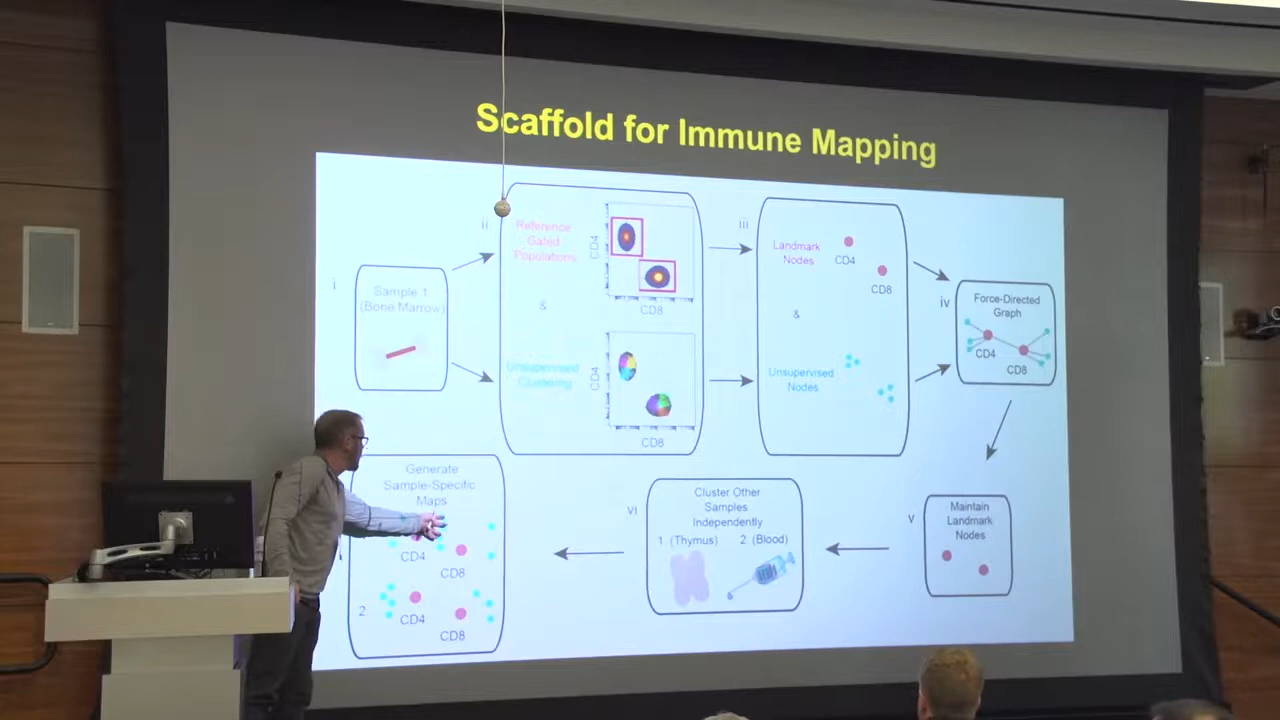 Scaffold for Immune Mapping
i
Sample 1
(Bone Marrow)
ii
Reference
Gated
Populations
&
Unsupervised
Clustering
CD4
CD8
CD4
CD8
iii
Landmark
Nodes
CD4
CD8
&
Unsupervised
Nodes
iv
Force-Directed
Graph
CD4
CD8
v
Maintain
Landmark
Nodes
vi
Cluster Other
Samples
Independently
1. (Thymus)
2. (Blood)
Generate
Sample-Specific
Maps
CD4
CD8
2
CD4
CD8